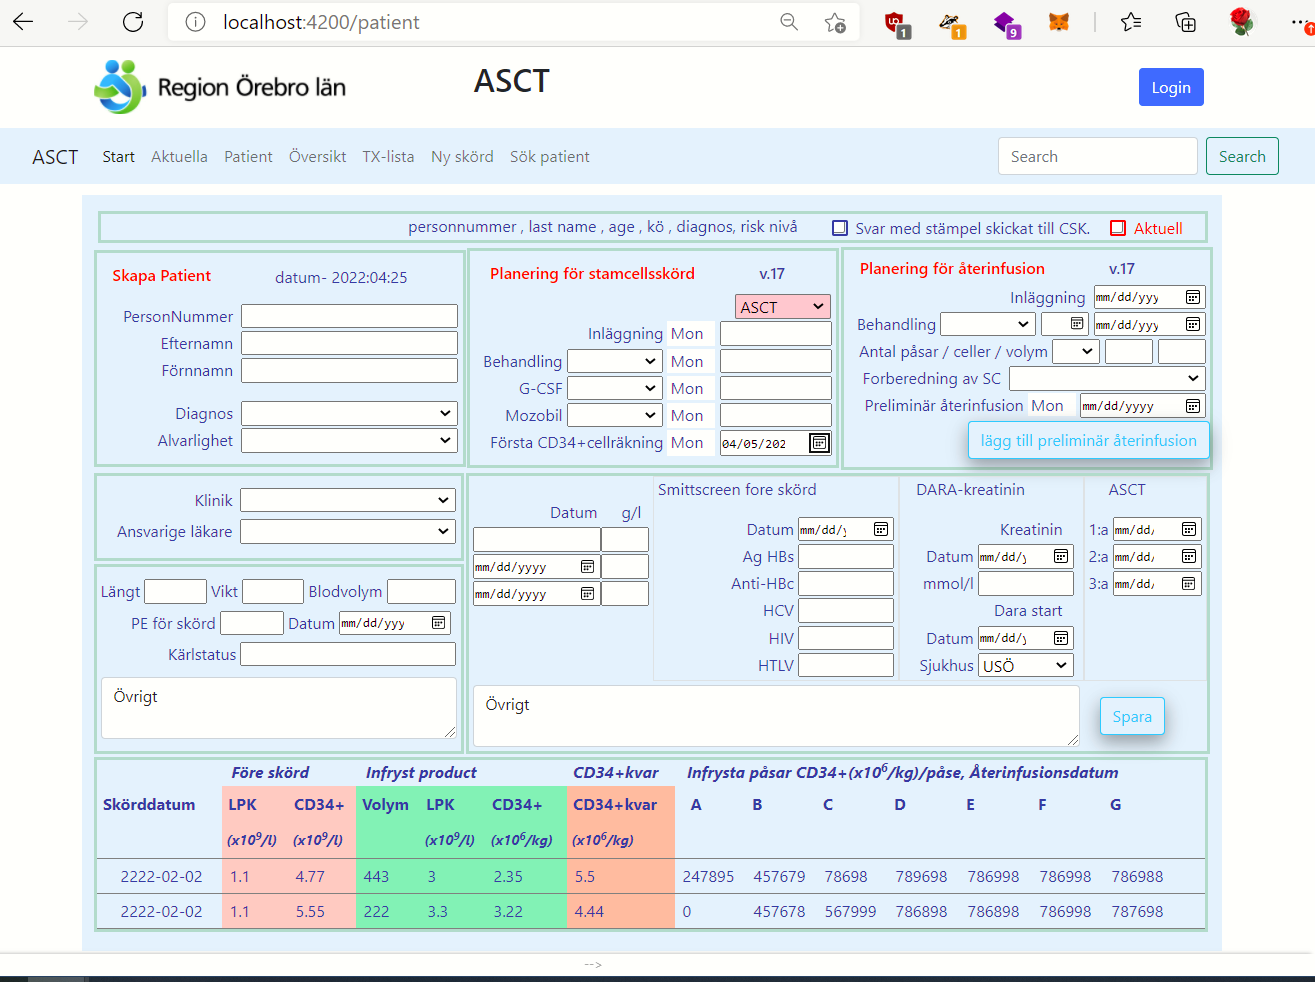 localhost:4200/patient
1
1
9
Region Örebro län
ASCT
Login
ASCT Start Aktuella Patient Översikt TX-lista Ny skörd Sök patient
Search
Search
personnummer , last name , age , kö , diagnos, risk nivå
Svar med stämpel skickat till CSK.
Aktuell
Skapa Patient
datum- 2022:04:25
PersonNummer
Efternamn
Förnnamn
Diagnos
Alvarlighet
Planering för stamcellsskörd
v.17
ASCT
Inläggning Mon
Behandling Mon
G-CSF Mon
Mozobil Mon
Första CD34+cellräkning Mon 04/05/202
Planering för återinfusion
v.17
Inläggning mm/dd/yyy
Behandling mm/dd/yyy
Antal påsar / celler / volym
Forberedning av SC
Preliminär återinfusion Mon mm/dd/yyyy
lägg till preliminär återinfusion
Klinik
Ansvarige läkare
Längt Vikt Blodvolym
PE för skörd Datum mm/dd/yyy
Kärlstatus
Övrigt
Datum g/l
mm/dd/yyyy
mm/dd/yyyy
Smittscreen fore skörd
Datum mm/dd/y
Ag HBs
Anti-HBc
HCV
HIV
HTLV
DARA-kreatinin
Kreatinin
Datum mm/dd/y
mmol/l
Dara start
Datum mm/dd/y
Sjukhus USÖ
ASCT
1:a mm/dd/
2:a mm/dd/
3:a mm/dd/
Övrigt
Spara
Före skörd Infryst product CD34+kvar Infrysta påsar CD34+(x10⁶/kg)/påse, Återinfusionsdatum
Skörddatum LPK CD34+ Volym LPK CD34+ CD34+kvar A B C D E F G
(x10⁹/l) (x10⁹/l) (x10⁹/l) (x10⁶/kg) (x10⁶/kg)
2222-02-02 1.1 4.77 443 3 2.35 5.5 247895 457679 78698 789698 786998 786998 786988
2222-02-02 1.1 5.55 222 3.3 3.22 4.44 0 457678 567999 786898 786898 786998 787698
-->